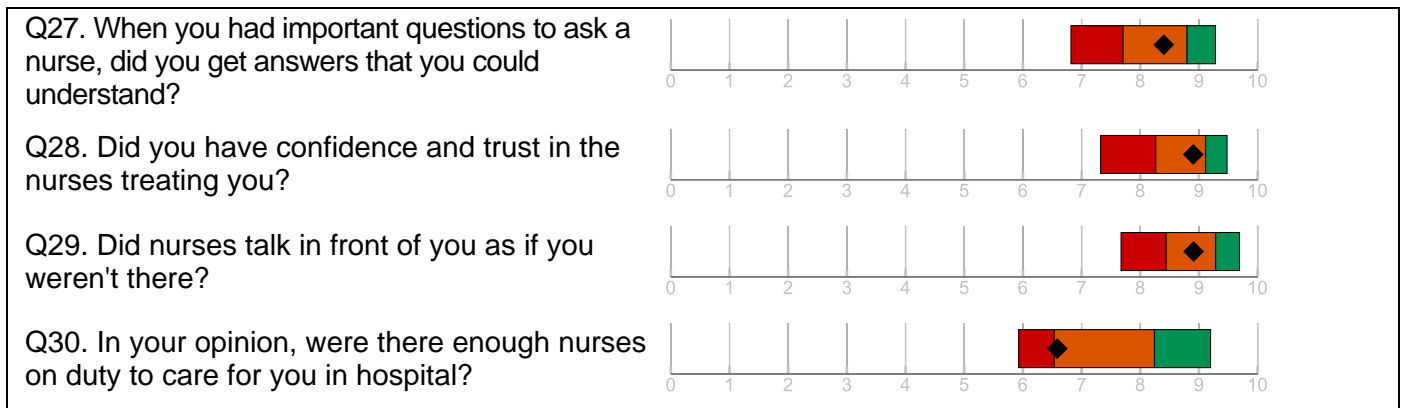 Q27. When you had important questions to ask a
nurse, did you get answers that you could
understand?
0 1 2 3 4 5 6 7 8 9 10
Q28. Did you have confidence and trust in the
nurses treating you?
0 1 2 3 4 5 6 7 8 9 10
Q29. Did nurses talk in front of you as if you
weren't there?
0 1 2 3 4 5 6 7 8 9 10
Q30. In your opinion, were there enough nurses
on duty to care for you in hospital?
0 1 2 3 4 5 6 7 8 9 10